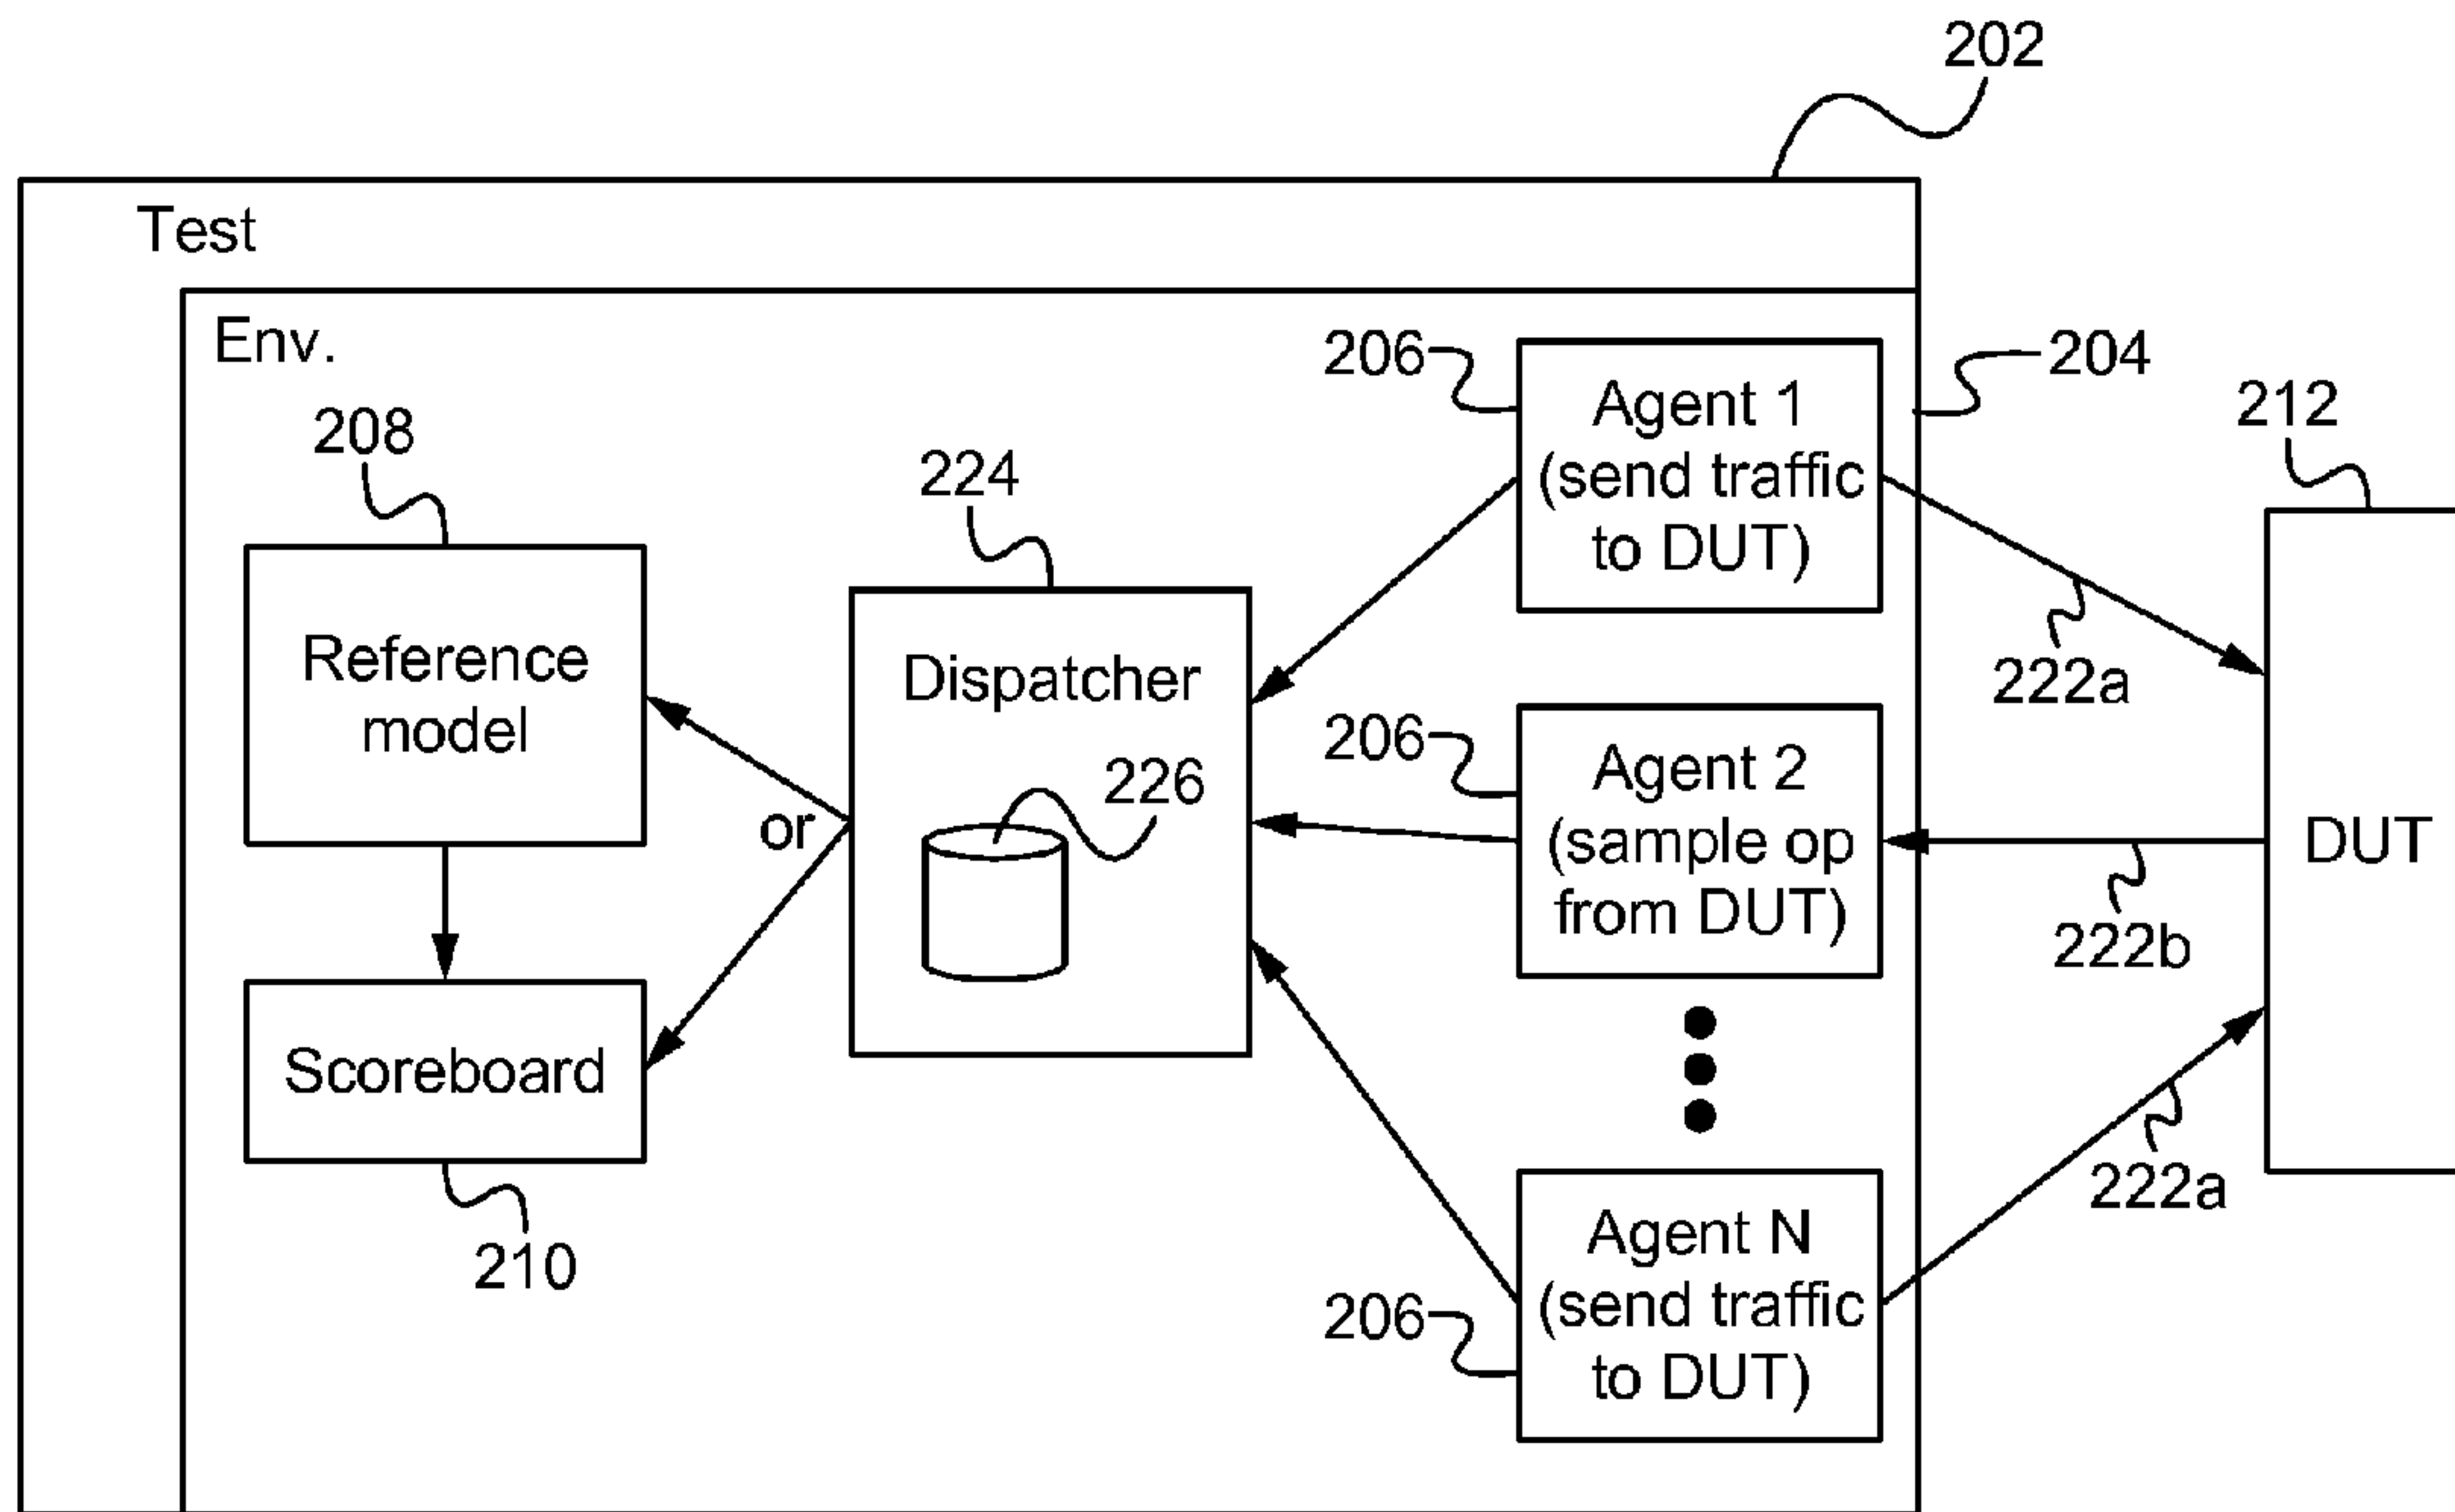 202
Test
Env.
206
Agent 1
(send traffic
to DUT)
204
212
208
224
Reference
model
Dispatcher
226
or
222a
206
Agent 2
(sample op
from DUT)
DUT
222b
Scoreboard
210
222a
206
Agent N
(send traffic
to DUT)